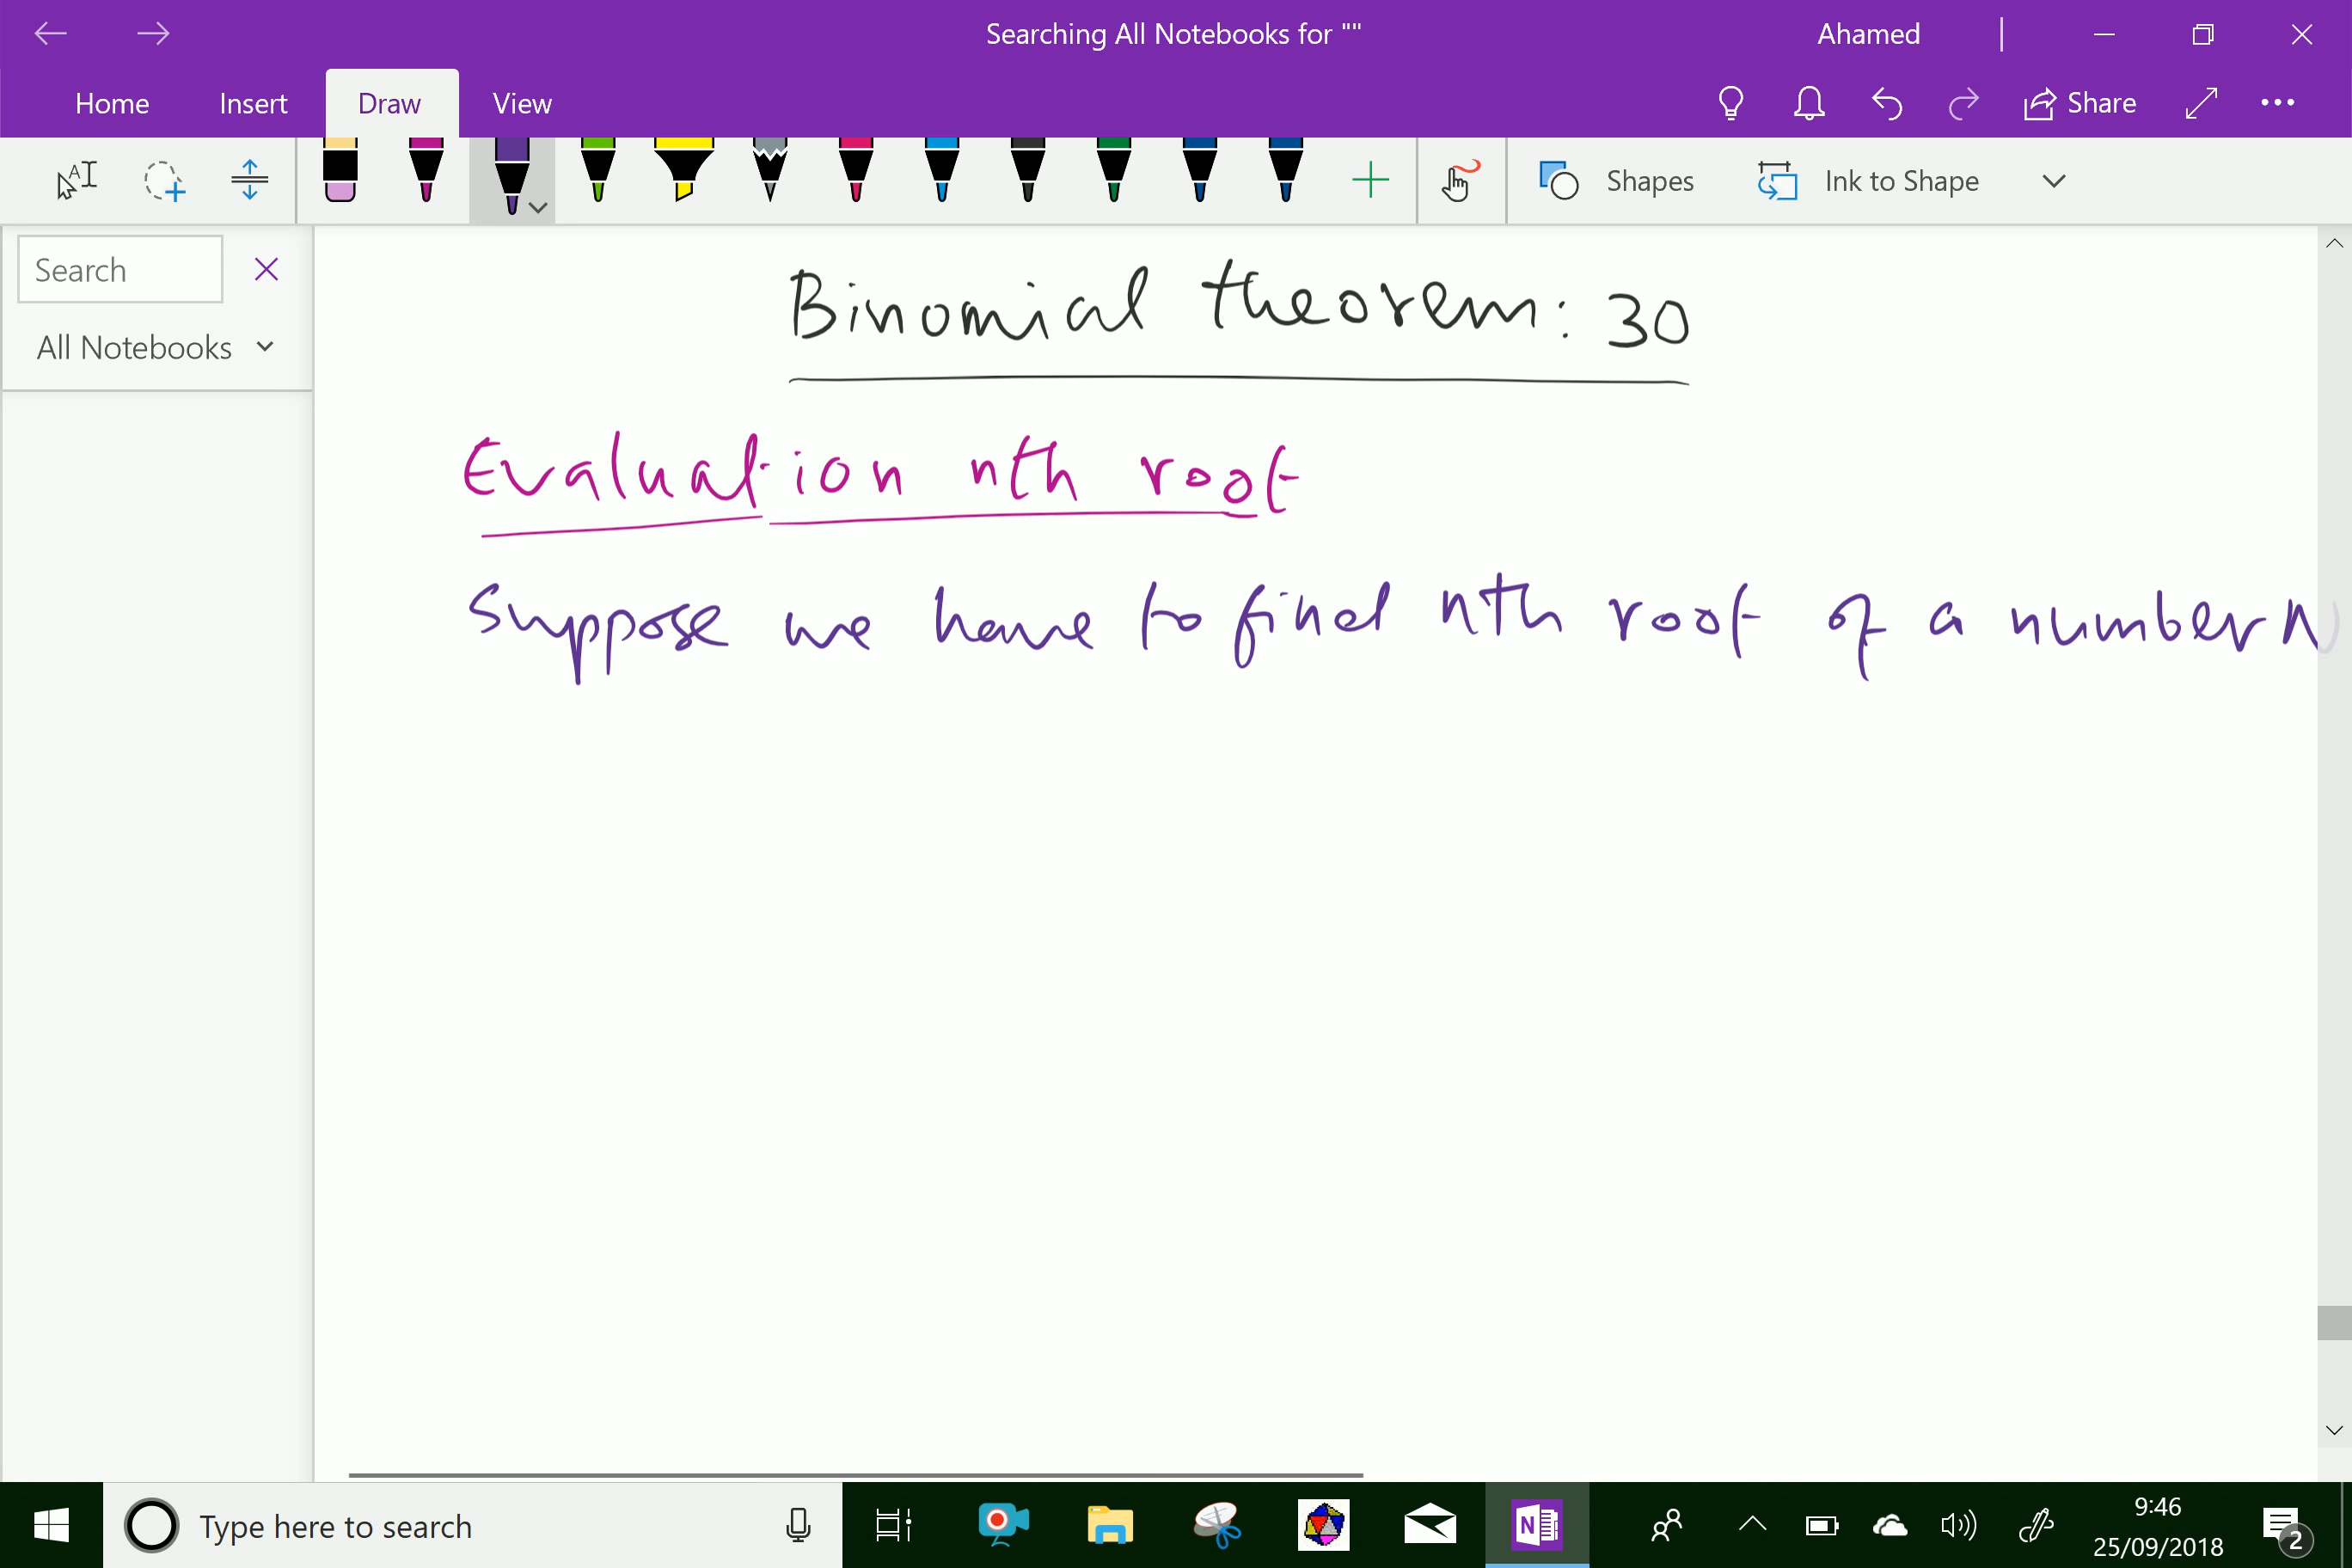 Searching All Notebooks for ""
Ahamed
Home Insert Draw View
Share
Shapes
Ink to Shape
Search
All Notebooks
Binomial theorem: 30
Evaluation nth root
Suppose we have to find nth root of a number N
Type here to search
N
9:46
25/09/2018
2